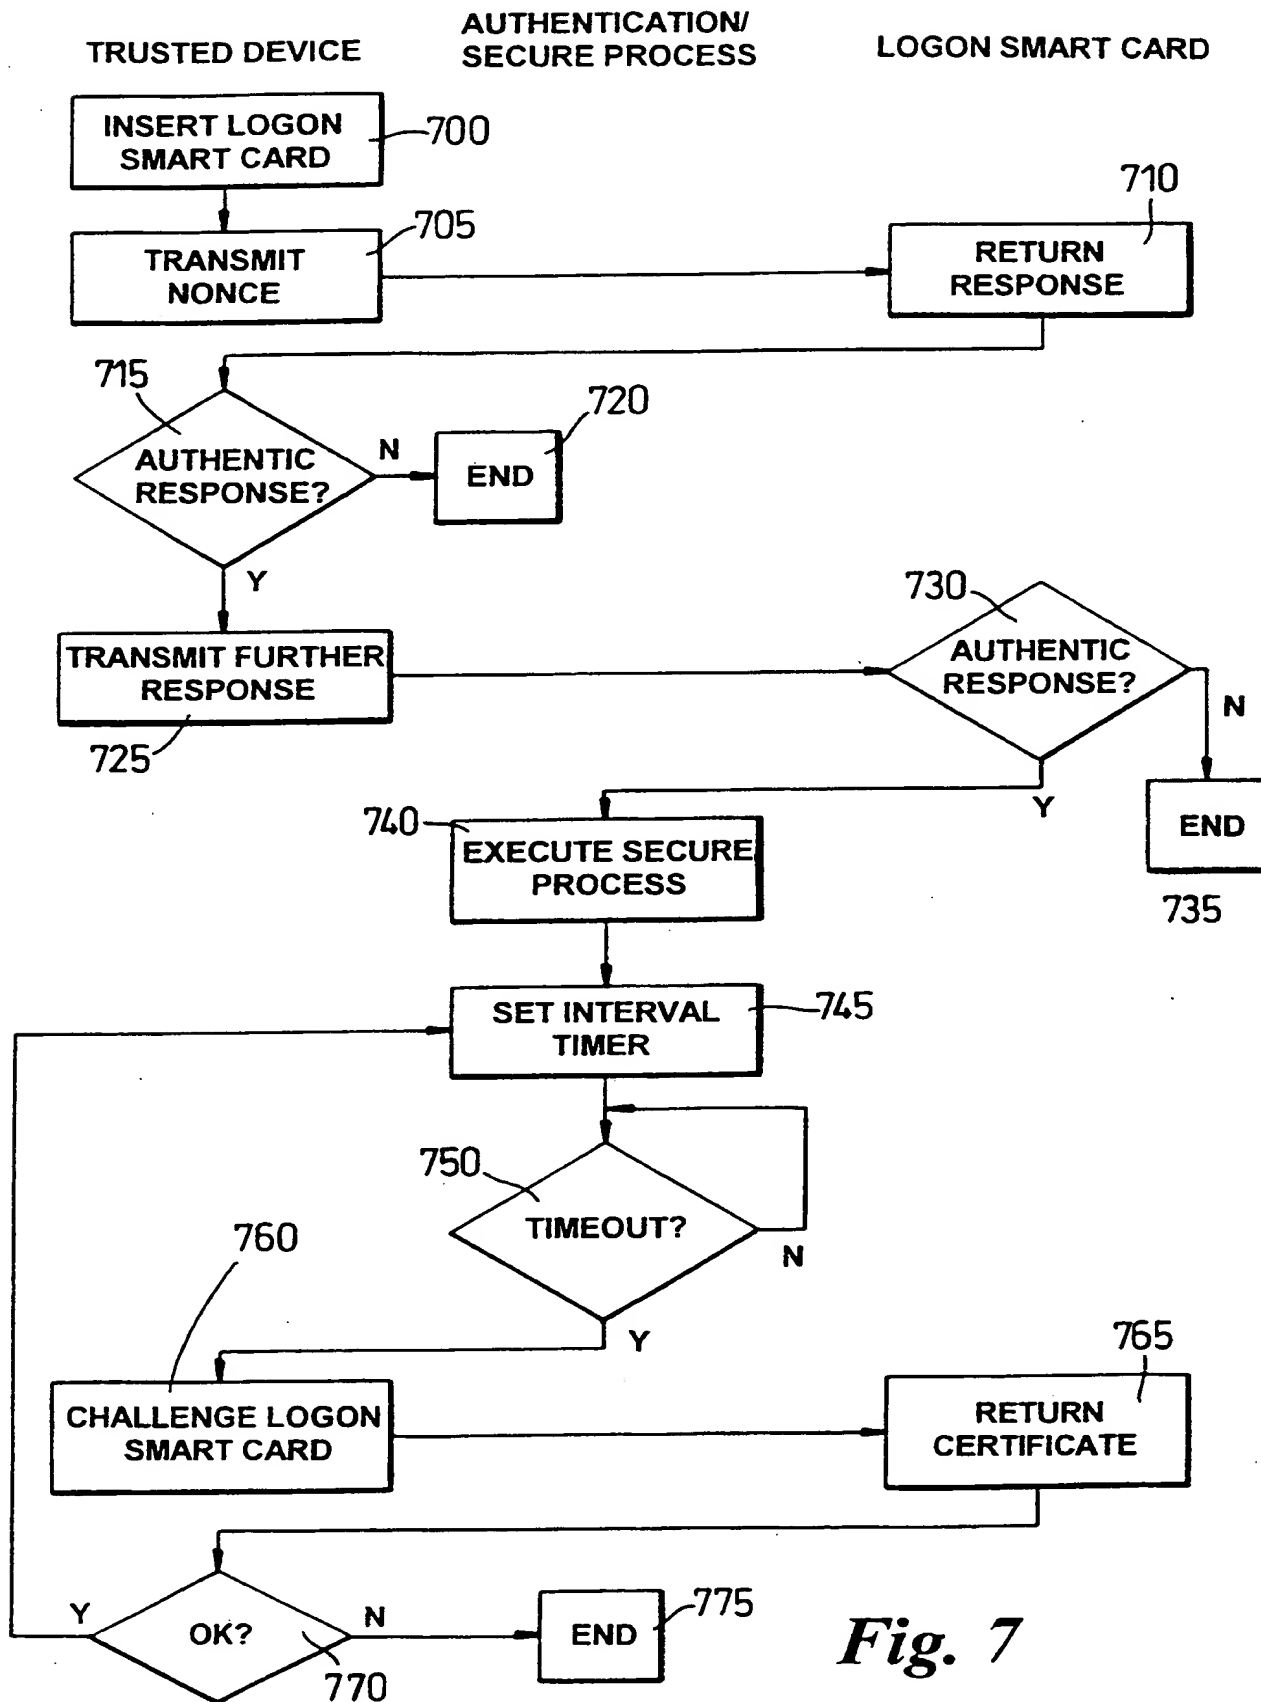 TRUSTED DEVICE
AUTHENTICATION/
SECURE PROCESS
LOGON SMART CARD
INSERT LOGON
SMART CARD
700
TRANSMIT
NONCE
705
RETURN
RESPONSE
710
715
AUTHENTIC
RESPONSE?
N
Y
END
720
TRANSMIT FURTHER
RESPONSE
725
730
AUTHENTIC
RESPONSE?
N
Y
END
735
740
EXECUTE SECURE
PROCESS
SET INTERVAL
TIMER
745
750
TIMEOUT?
N
Y
760
CHALLENGE LOGON
SMART CARD
765
RETURN
CERTIFICATE
Y
OK?
N
770
END
775
Fig. 7